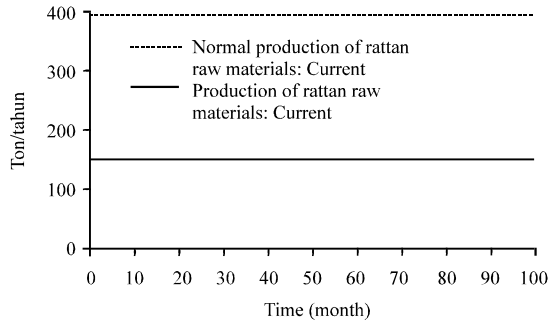 400
300
200
100
0
Ton/tahun
Normal production of rattan
raw materials: Current
Production of rattan raw
materials: Current
0 10 20 30 40 50 60 70 80 90 100
Time (month)